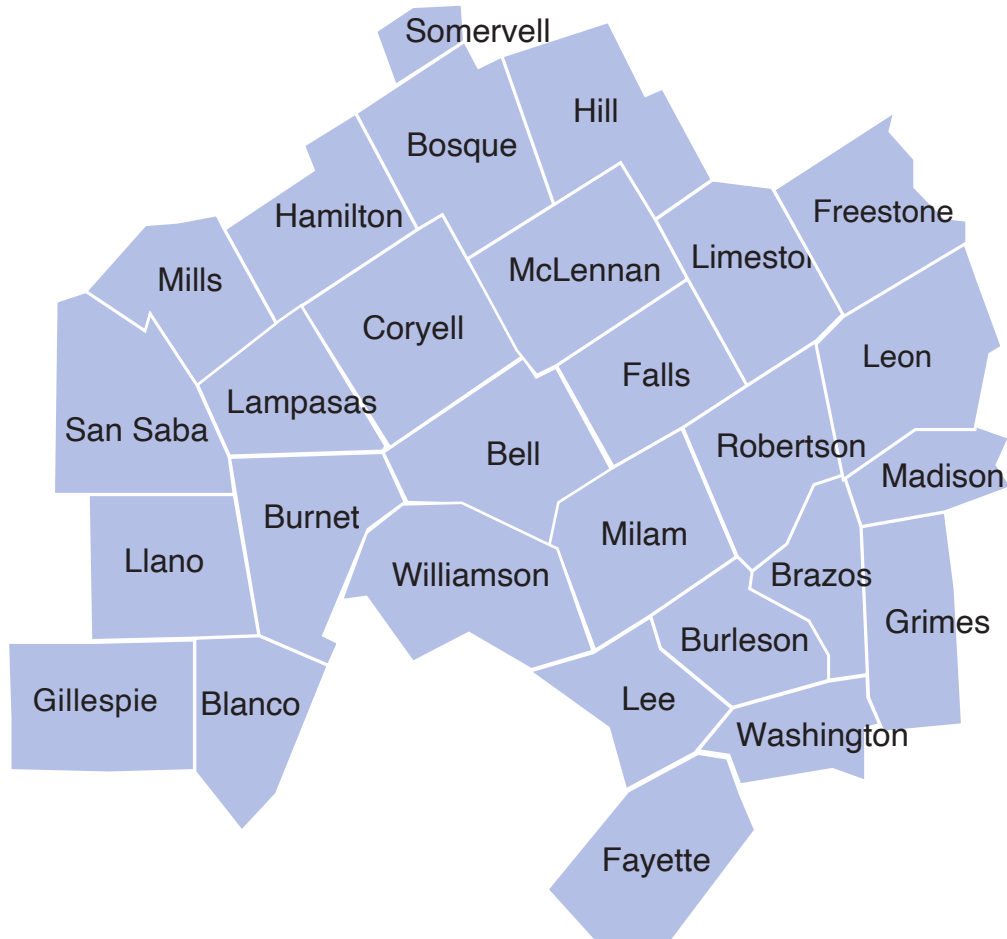 Somervell
Hill
Bosque
Freestone
Hamilton
Limestor
McLennan
Mills
Coryell
Leon
Falls
Lampasas
San Saba
Robertson
Bell
Madison
Burnet
Milam
Llano
Williamson
Brazos
Grimes
Burleson
Gillespie
Blanco
Lee
Washington
Fayette